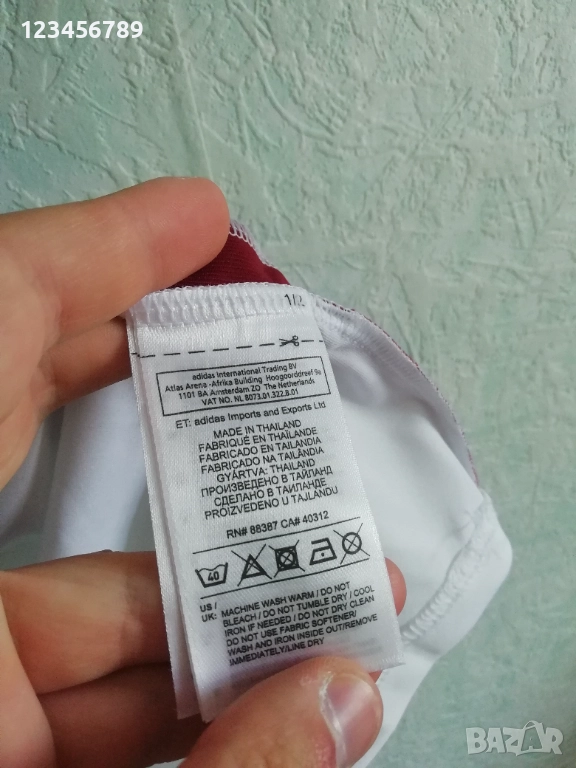 123456789
1/2
adidas International Trading BV
Atlas Arena -Afrika Building Hoogoorddreef 9a
1101 BA Amsterdam ZO The Netherlands
VAT NO. NL 8073.01.322.B.01
ET: adidas Imports and Exports Ltd
MADE IN THAILAND
FABRIQUÉ EN THAÏLANDE
FABRICADO EN TAILANDIA
FABRICADO NA TAILÂNDIA
GYÁRTVA: THAILAND
ПРОИЗВЕДЕНО В ТАЙЛАНД
СДЕЛАНО В ТАИЛАНДЕ
PROIZVEDENO U TAJLANDU
RN# 88387 CA# 40312
40
US / UK: MACHINE WASH WARM / DO NOT
BLEACH / DO NOT TUMBLE DRY / COOL
IRON IF NEEDED / DO NOT DRY CLEAN
DO NOT USE FABRIC SOFTENER/
WASH AND IRON INSIDE OUT/REMOVE
IMMEDIATELY/LINE DRY
BAZAR